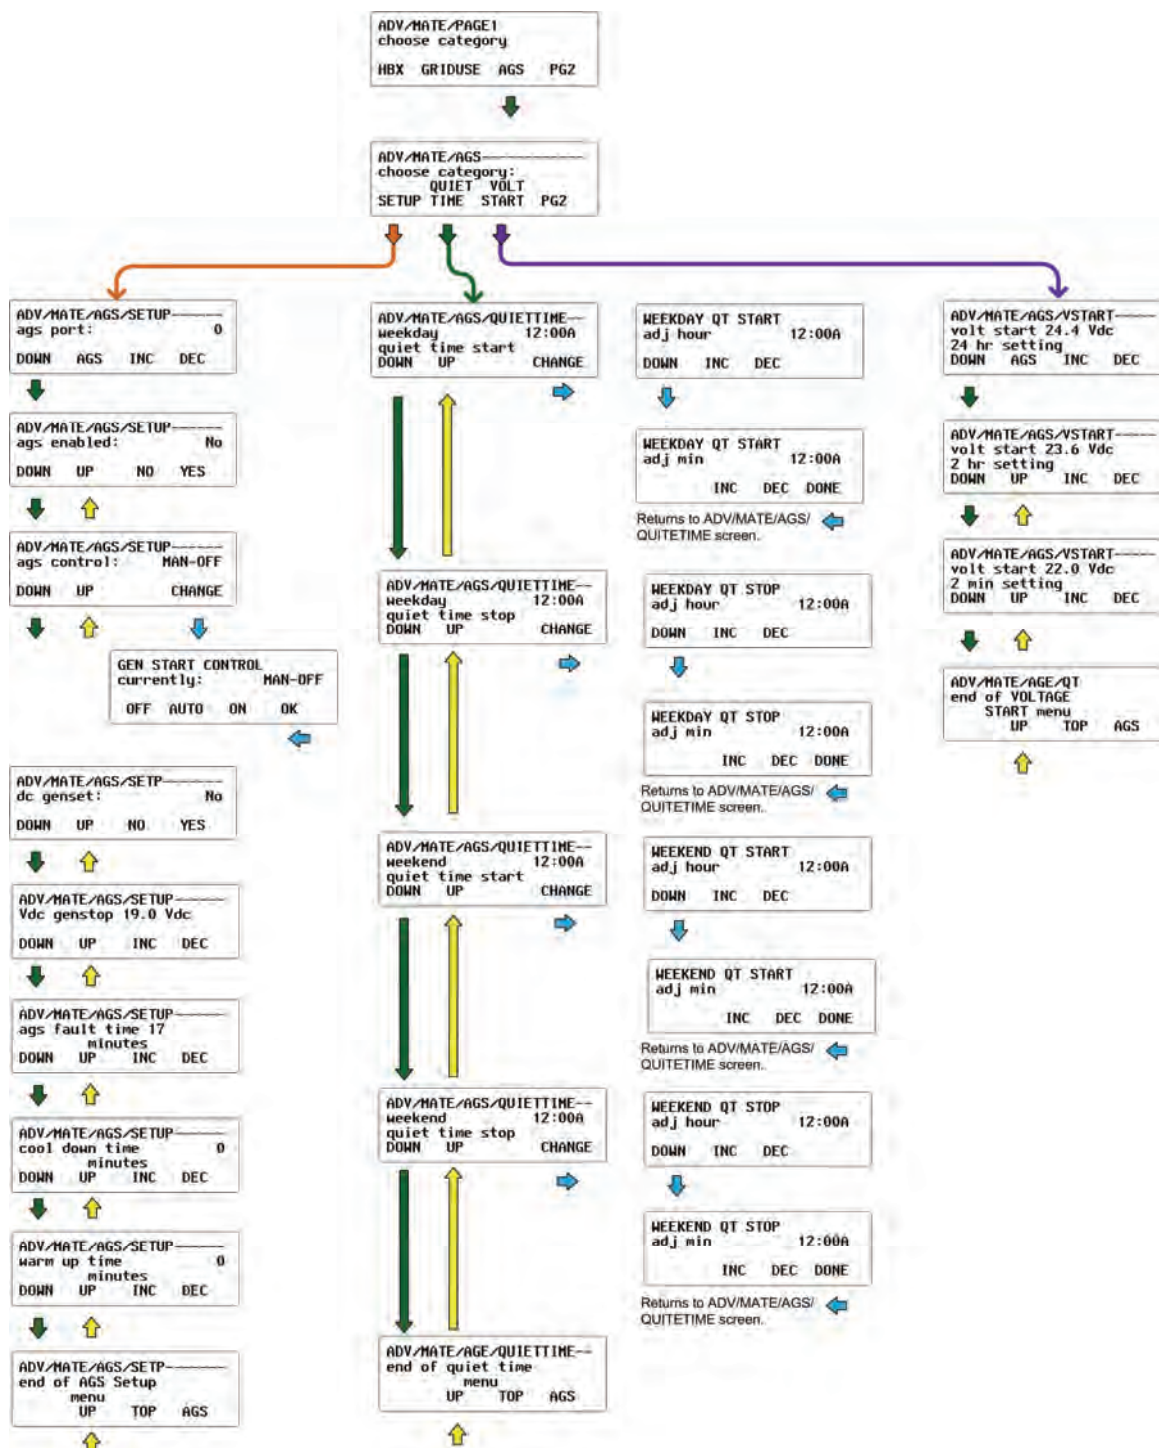 ADV/MATE/PAGE1
choose category
HBX GRIDUSE AGS PG2
ADV/MATE/AGS------------
choose category:
QUIET VOLT
SETUP TIME START PG2
ADV/MATE/AGS/SETUP------
ags port: 0
DOWN AGS INC DEC
ADV/MATE/AGS/SETUP------
ags enabled: No
DOWN UP NO YES
ADV/MATE/AGS/SETUP------
ags control: MAN-OFF
DOWN UP CHANGE
GEN START CONTROL
currently: MAN-OFF
OFF AUTO ON OK
ADV/MATE/AGS/SETP-------
dc genset: No
DOWN UP NO YES
ADV/MATE/AGS/SETUP------
Vdc genstop 19.0 Vdc
DOWN UP INC DEC
ADV/MATE/AGS/SETUP------
ags fault time 17
minutes
DOWN UP INC DEC
ADV/MATE/AGS/SETUP------
cool down time 0
minutes
DOWN UP INC DEC
ADV/MATE/AGS/SETUP------
warm up time 0
minutes
DOWN UP INC DEC
ADV/MATE/AGS/SETP-------
end of AGS Setup
menu
UP TOP AGS
ADV/MATE/AGS/QUIETTIME--
weekday 12:00A
quiet time start
DOWN UP CHANGE
ADV/MATE/AGS/QUIETTIME--
weekday 12:00A
quiet time stop
DOWN UP CHANGE
ADV/MATE/AGS/QUIETTIME--
weekend 12:00A
quiet time start
DOWN UP CHANGE
ADV/MATE/AGS/QUIETTIME--
weekend 12:00A
quiet time stop
DOWN UP CHANGE
ADV/MATE/AGE/QUIETTIME--
end of quiet time
menu
UP TOP AGS
WEEKDAY QT START
adj hour 12:00A
DOWN INC DEC
WEEKDAY QT START
adj min 12:00A
INC DEC DONE
Returns to ADV/MATE/AGS/
QUITETIME screen.
WEEKDAY QT STOP
adj hour 12:00A
DOWN INC DEC
WEEKDAY QT STOP
adj min 12:00A
INC DEC DONE
Returns to ADV/MATE/AGS/
QUITETIME screen.
WEEKEND QT START
adj hour 12:00A
DOWN INC DEC
WEEKEND QT START
adj min 12:00A
INC DEC DONE
Returns to ADV/MATE/AGS/
QUITETIME screen.
WEEKEND QT STOP
adj hour 12:00A
DOWN INC DEC
WEEKEND QT STOP
adj min 12:00A
INC DEC DONE
Returns to ADV/MATE/AGS/
QUITETIME screen.
ADV/MATE/AGS/VSTART-----
volt start 24.4 Vdc
24 hr setting
DOWN AGS INC DEC
ADV/MATE/AGS/VSTART-----
volt start 23.6 Vdc
2 hr setting
DOWN UP INC DEC
ADV/MATE/AGS/VSTART-----
volt start 22.0 Vdc
2 min setting
DOWN UP INC DEC
ADV/MATE/AGE/QT
end of VOLTAGE
START menu
UP TOP AGS